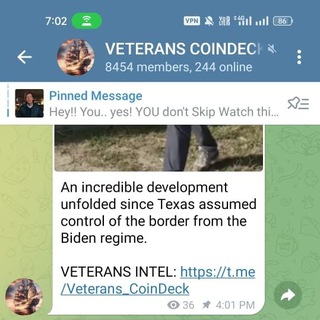 7:02 VPN 86
VETERANS COINDECK
8454 members, 244 online
Pinned Message
Hey!! You.. yes! YOU don't Skip Watch thi...
An incredible development
unfolded since Texas assumed
control of the border from the
Biden regime.
VETERANS INTEL: https://t.me
/Veterans_CoinDeck
36 4:01 PM